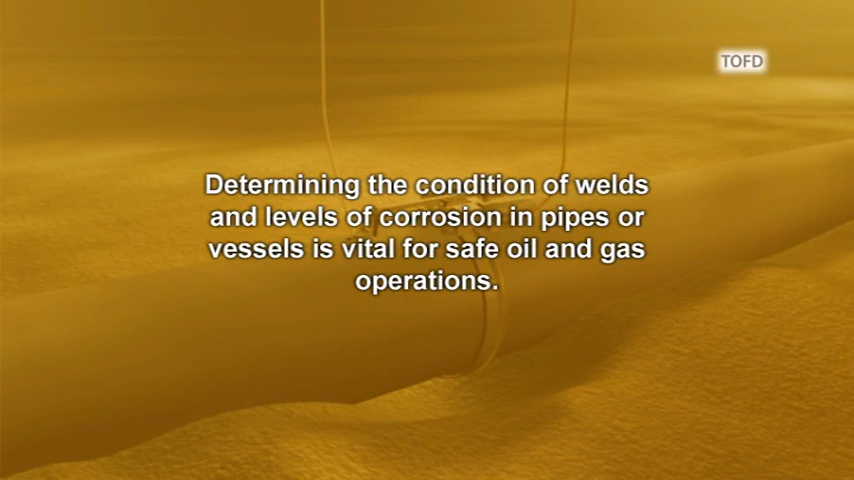 TOFD
Determining the condition of welds
and levels of corrosion in pipes or
vessels is vital for safe oil and gas
operations.